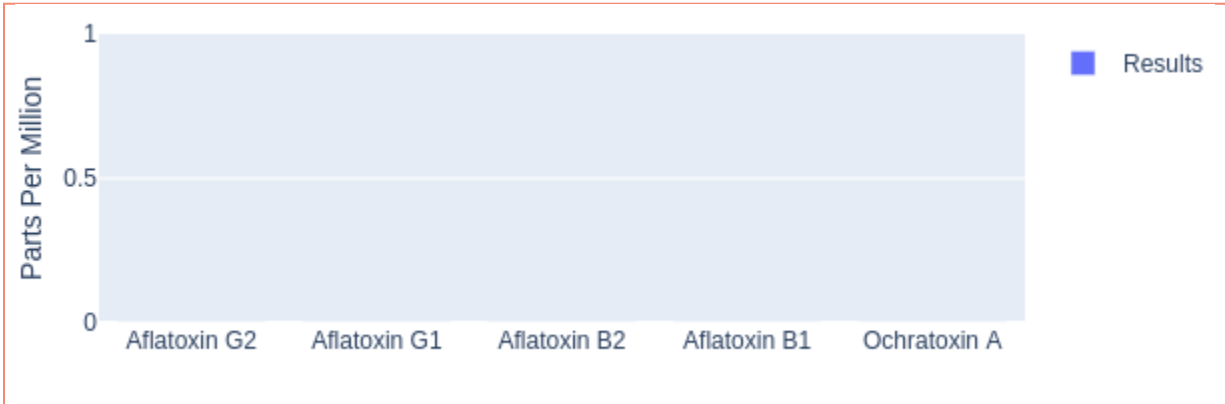 Parts Per Million
1
0.5
0
Aflatoxin G2 Aflatoxin G1 Aflatoxin B2 Aflatoxin B1 Ochratoxin A
Results